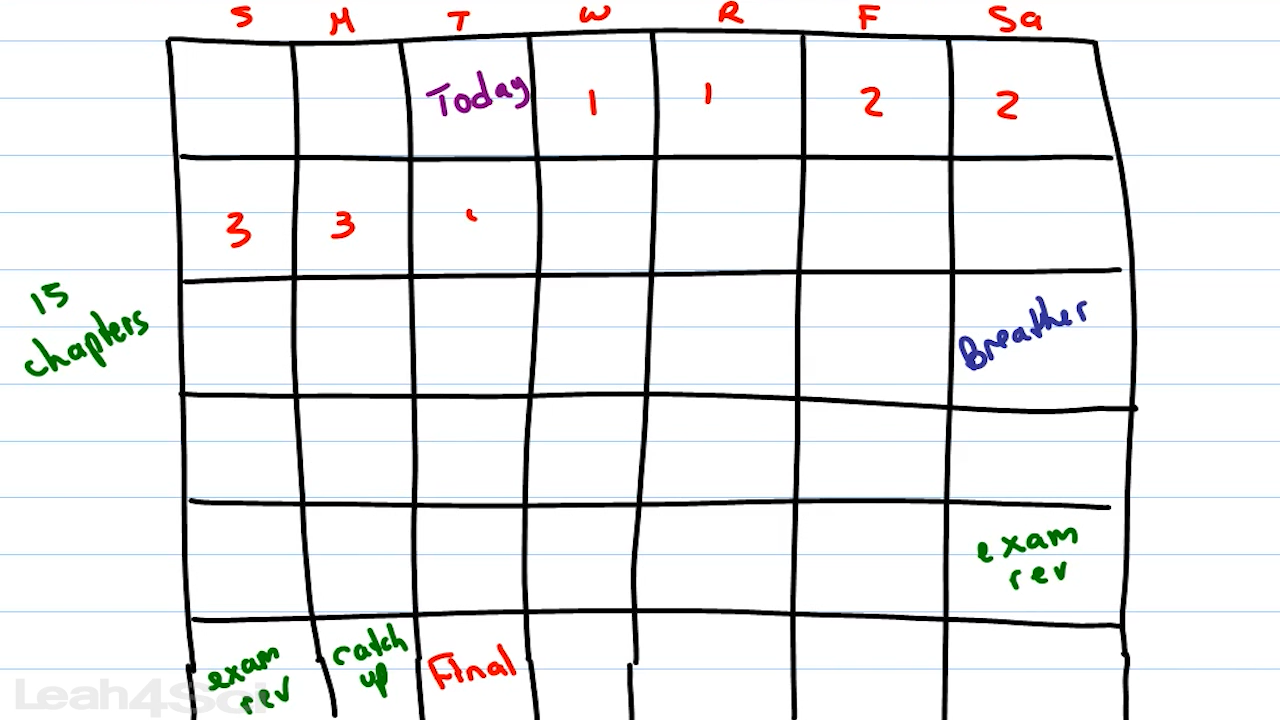 S M T W R F Sa
Today 1 1 2 2
3 3
15
chapters
Breather
exam
rev
exam
rev
catch
up
Final
Leah4Sci